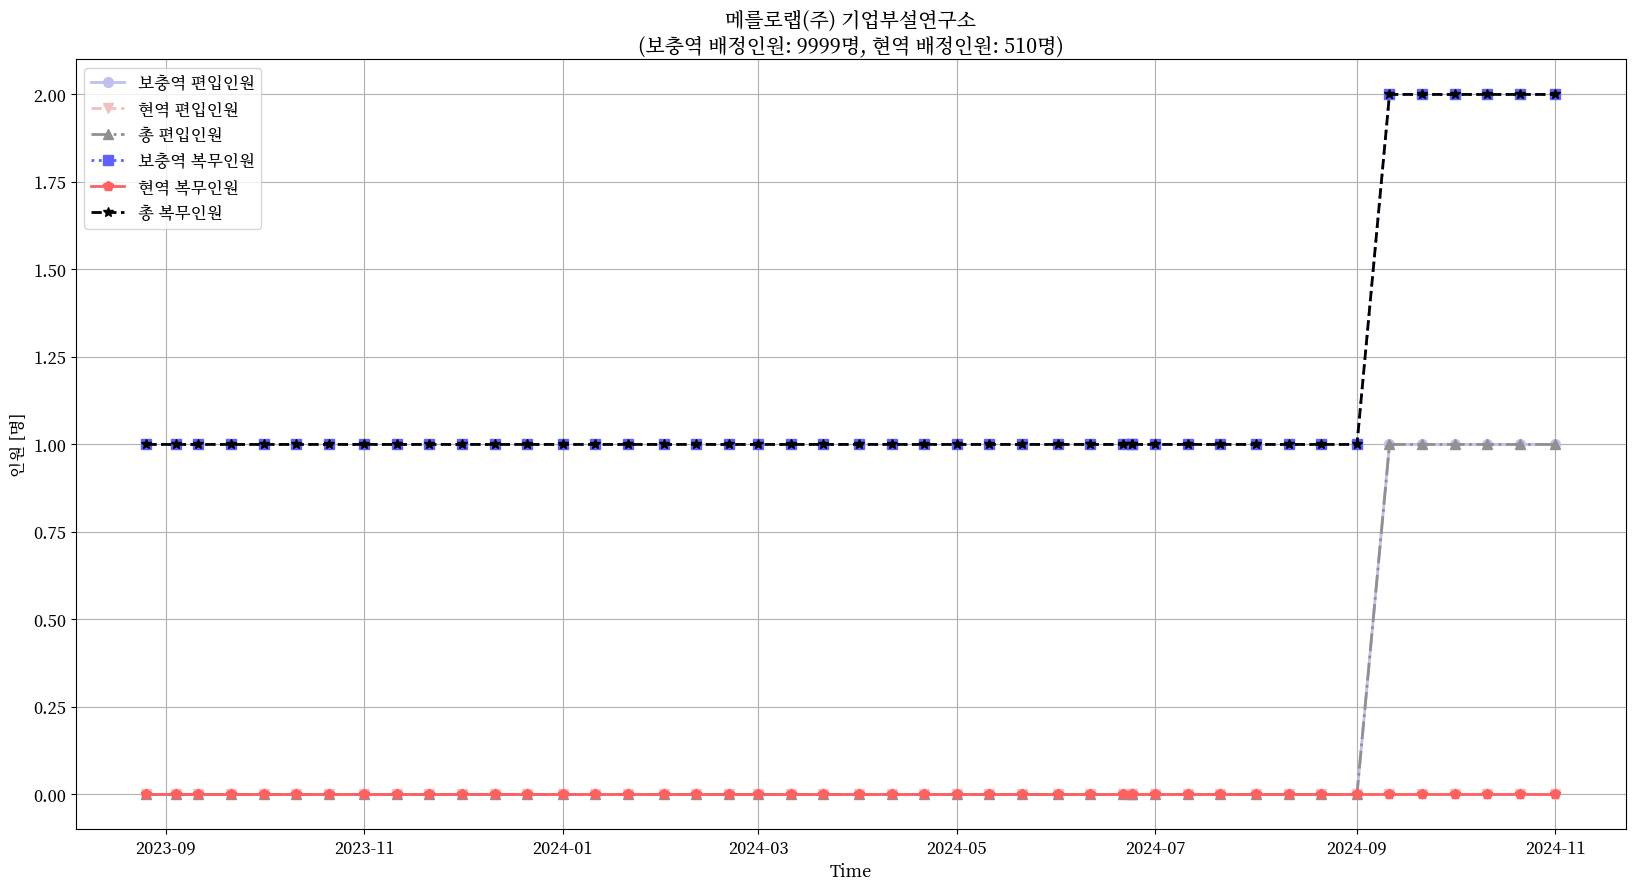 메를로랩(주) 기업부설연구소
(보충역 배정인원: 9999명, 현역 배정인원: 510명)
보충역 편입인원
현역 편입인원
총 편입인원
보충역 복무인원
현역 복무인원
총 복무인원
2.00
1.75
1.50
1.25
1.00
0.75
0.50
0.25
0.00
인원 [명]
2023-09 2023-11 2024-01 2024-03 2024-05 2024-07 2024-09 2024-11
Time